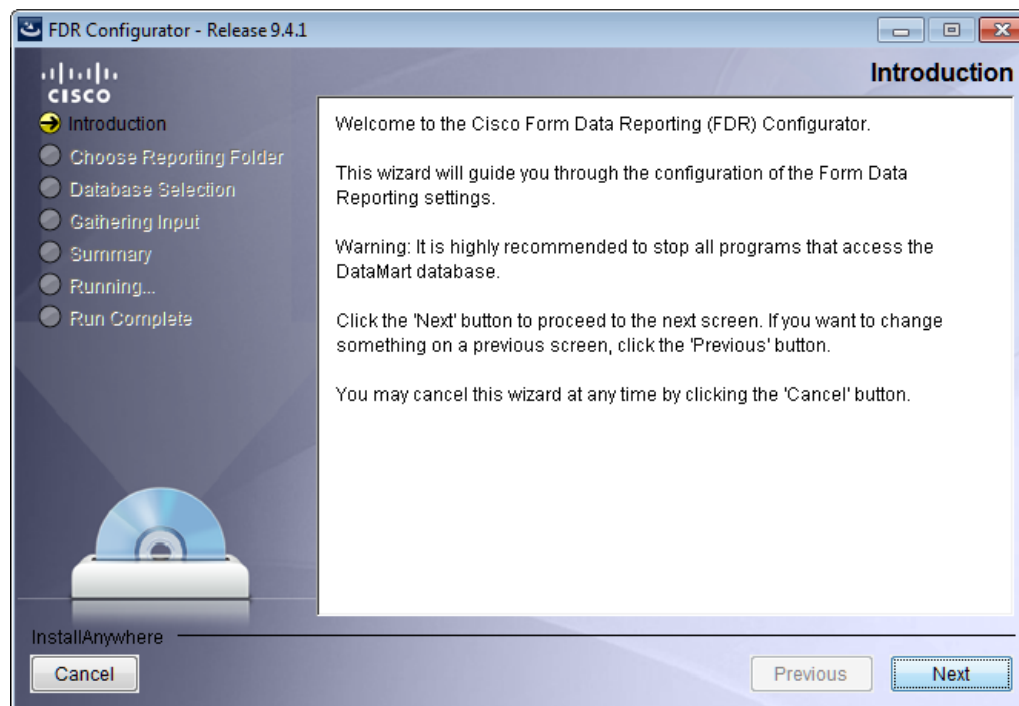 FDR Configurator - Release 9.4.1
CISCO
Introduction
Introduction
Choose Reporting Folder
Database Selection
Gathering Input
Summary
Running...
Run Complete
Welcome to the Cisco Form Data Reporting (FDR) Configurator.
This wizard will guide you through the configuration of the Form Data
Reporting settings.
Warning: It is highly recommended to stop all programs that access the
DataMart database.
Click the 'Next' button to proceed to the next screen. If you want to change
something on a previous screen, click the 'Previous' button.
You may cancel this wizard at any time by clicking the 'Cancel' button.
InstallAnywhere
Cancel
Previous
Next